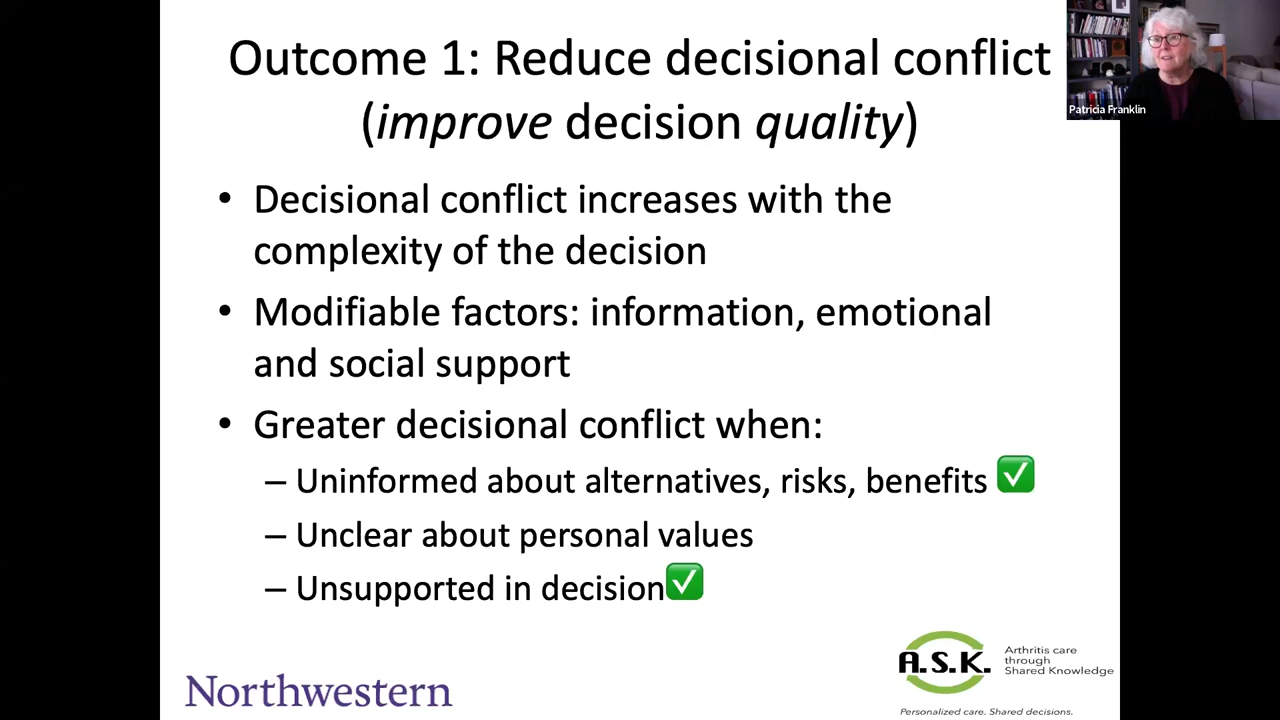 Outcome 1: Reduce decisional conflict
(improve decision quality)
Patricia Franklin
• Decisional conflict increases with the
complexity of the decision
• Modifiable factors: information, emotional
and social support
• Greater decisional conflict when:
– Uninformed about alternatives, risks, benefits ✅
– Unclear about personal values
– Unsupported in decision✅
Northwestern
A.S.K.
Arthritis care
through
Shared Knowledge
Personalized care. Shared decisions.